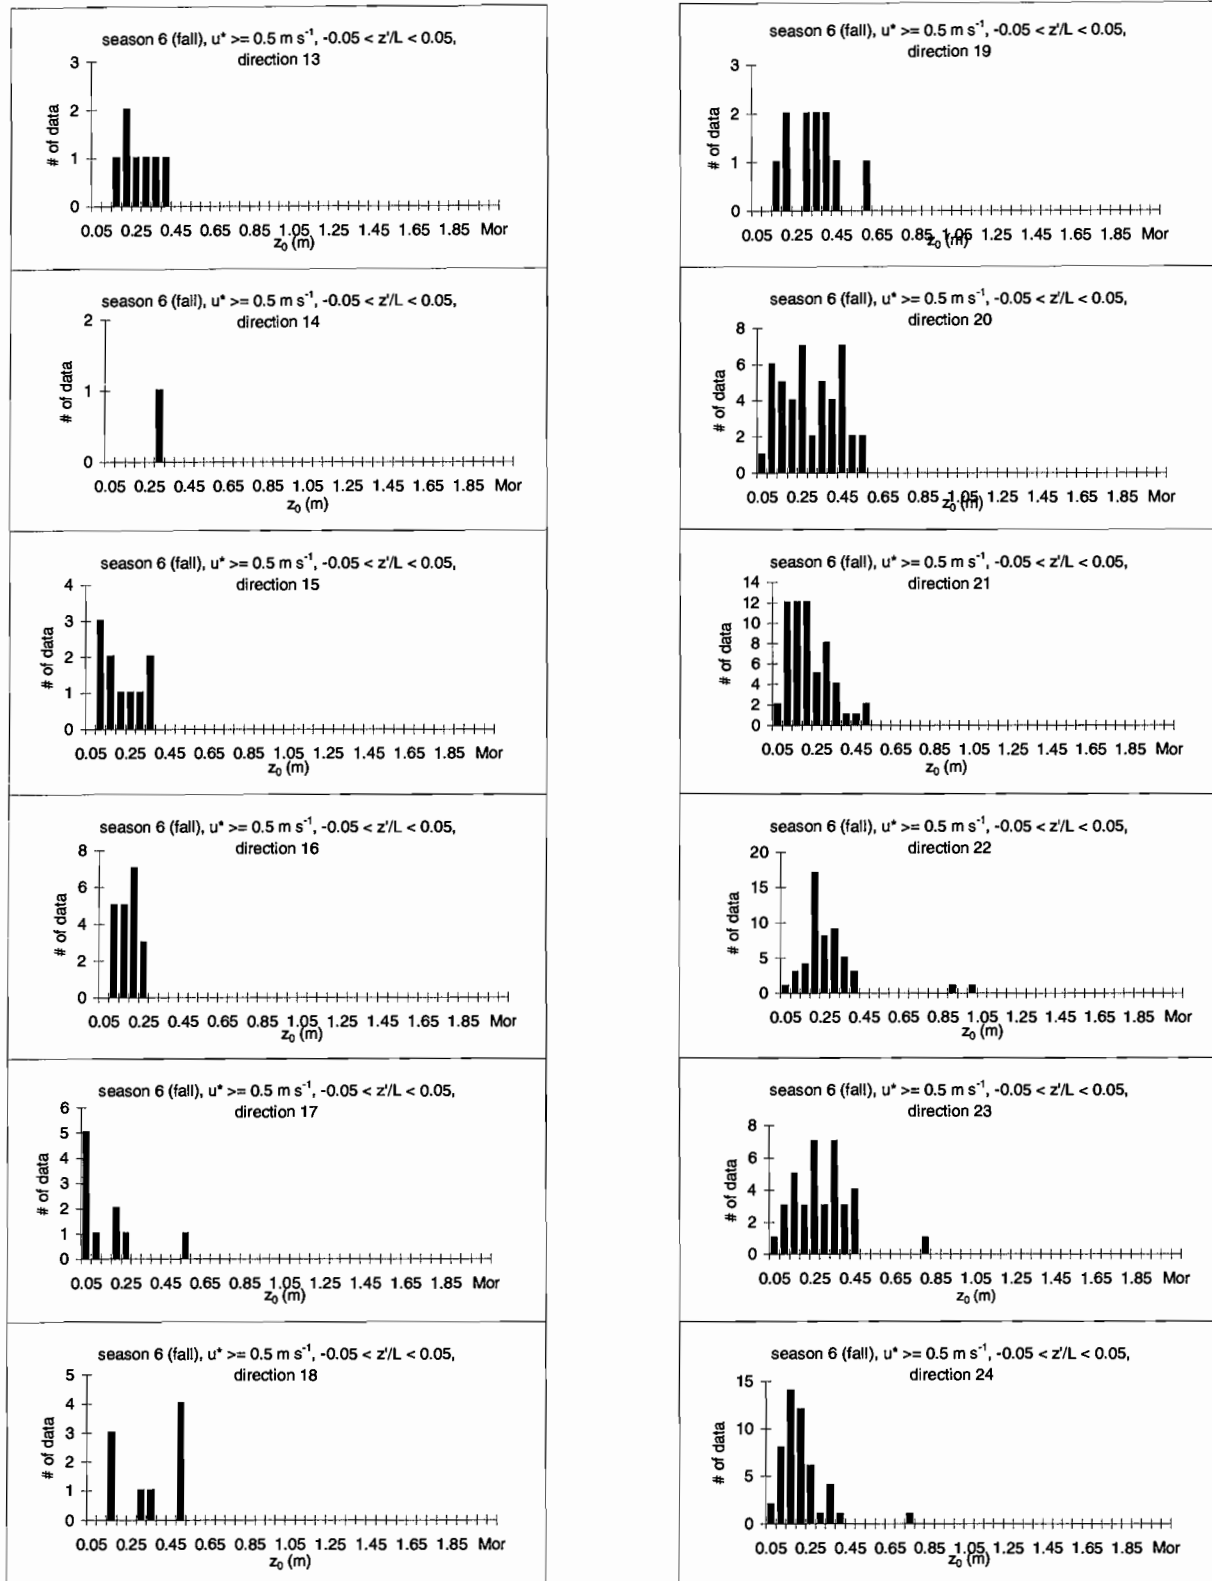 season 6 (fall), u* >= 0.5 m s⁻¹, -0.05 < z'/L < 0.05,
direction 13
3
2
1
0
# of data
0.05 0.25 0.45 0.65 0.85 1.05 1.25 1.45 1.65 1.85 Mor
z₀ (m)
season 6 (fall), u* >= 0.5 m s⁻¹, -0.05 < z'/L < 0.05,
direction 14
2
1
0
# of data
0.05 0.25 0.45 0.65 0.85 1.05 1.25 1.45 1.65 1.85 Mor
z₀ (m)
season 6 (fall), u* >= 0.5 m s⁻¹, -0.05 < z'/L < 0.05,
direction 15
4
3
2
1
0
# of data
0.05 0.25 0.45 0.65 0.85 1.05 1.25 1.45 1.65 1.85 Mor
z₀ (m)
season 6 (fall), u* >= 0.5 m s⁻¹, -0.05 < z'/L < 0.05,
direction 16
8
6
4
2
0
# of data
0.05 0.25 0.45 0.65 0.85 1.05 1.25 1.45 1.65 1.85 Mor
z₀ (m)
season 6 (fall), u* >= 0.5 m s⁻¹, -0.05 < z'/L < 0.05,
direction 17
6
5
4
3
2
1
0
# of data
0.05 0.25 0.45 0.65 0.85 1.05 1.25 1.45 1.65 1.85 Mor
z₀ (m)
season 6 (fall), u* >= 0.5 m s⁻¹, -0.05 < z'/L < 0.05,
direction 18
5
4
3
2
1
0
# of data
0.05 0.25 0.45 0.65 0.85 1.05 1.25 1.45 1.65 1.85 Mor
z₀ (m)
season 6 (fall), u* >= 0.5 m s⁻¹, -0.05 < z'/L < 0.05,
direction 19
3
2
1
0
# of data
0.05 0.25 0.45 0.65 0.85 1.05 1.25 1.45 1.65 1.85 Mor
z₀ (m)
season 6 (fall), u* >= 0.5 m s⁻¹, -0.05 < z'/L < 0.05,
direction 20
8
6
4
2
0
# of data
0.05 0.25 0.45 0.65 0.85 1.05 1.25 1.45 1.65 1.85 Mor
z₀ (m)
season 6 (fall), u* >= 0.5 m s⁻¹, -0.05 < z'/L < 0.05,
direction 21
14
12
10
8
6
4
2
0
# of data
0.05 0.25 0.45 0.65 0.85 1.05 1.25 1.45 1.65 1.85 Mor
z₀ (m)
season 6 (fall), u* >= 0.5 m s⁻¹, -0.05 < z'/L < 0.05,
direction 22
20
15
10
5
0
# of data
0.05 0.25 0.45 0.65 0.85 1.05 1.25 1.45 1.65 1.85 Mor
z₀ (m)
season 6 (fall), u* >= 0.5 m s⁻¹, -0.05 < z'/L < 0.05,
direction 23
8
6
4
2
0
# of data
0.05 0.25 0.45 0.65 0.85 1.05 1.25 1.45 1.65 1.85 Mor
z₀ (m)
season 6 (fall), u* >= 0.5 m s⁻¹, -0.05 < z'/L < 0.05,
direction 24
15
10
5
0
# of data
0.05 0.25 0.45 0.65 0.85 1.05 1.25 1.45 1.65 1.85 Mor
z₀ (m)